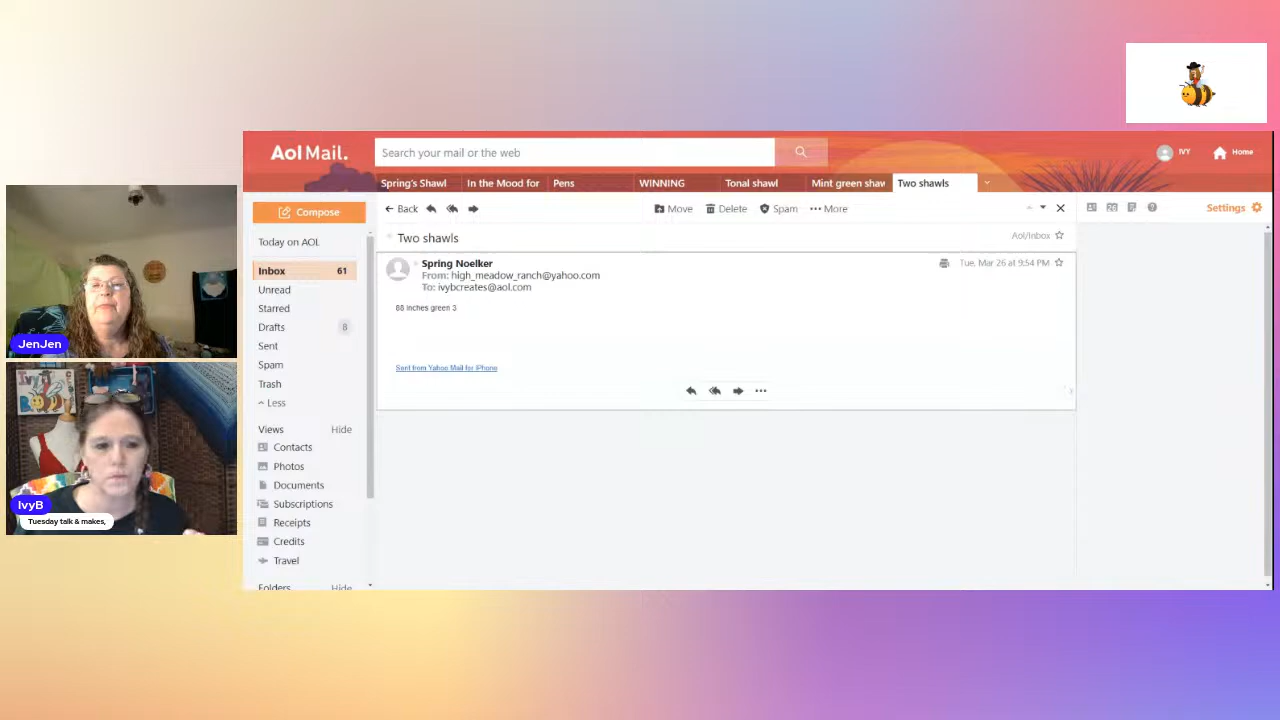 Aol Mail.
Search your mail or the web
IVY
Home
Spring's Shawl
In the Mood for
Pens
WINNING
Tonal shawl
Mint green shaw
Two shawls
Compose
Back
Move
Delete
Spam
More
Settings
Today on AOL
Two shawls
Aol/Inbox
Inbox 61
Unread
Starred
Drafts 8
Sent
Spam
Trash
Less
Views Hide
Contacts
Photos
Documents
Subscriptions
Receipts
Credits
Travel
Folders Hide
Spring Noelker
Tue, Mar 26 at 9:54 PM
From: high_meadow_ranch@yahoo.com
To: ivybcreates@aol.com
88 inches green 3
Sent from Yahoo Mail for iPhone
JenJen
IvyB
Tuesday talk & makes,